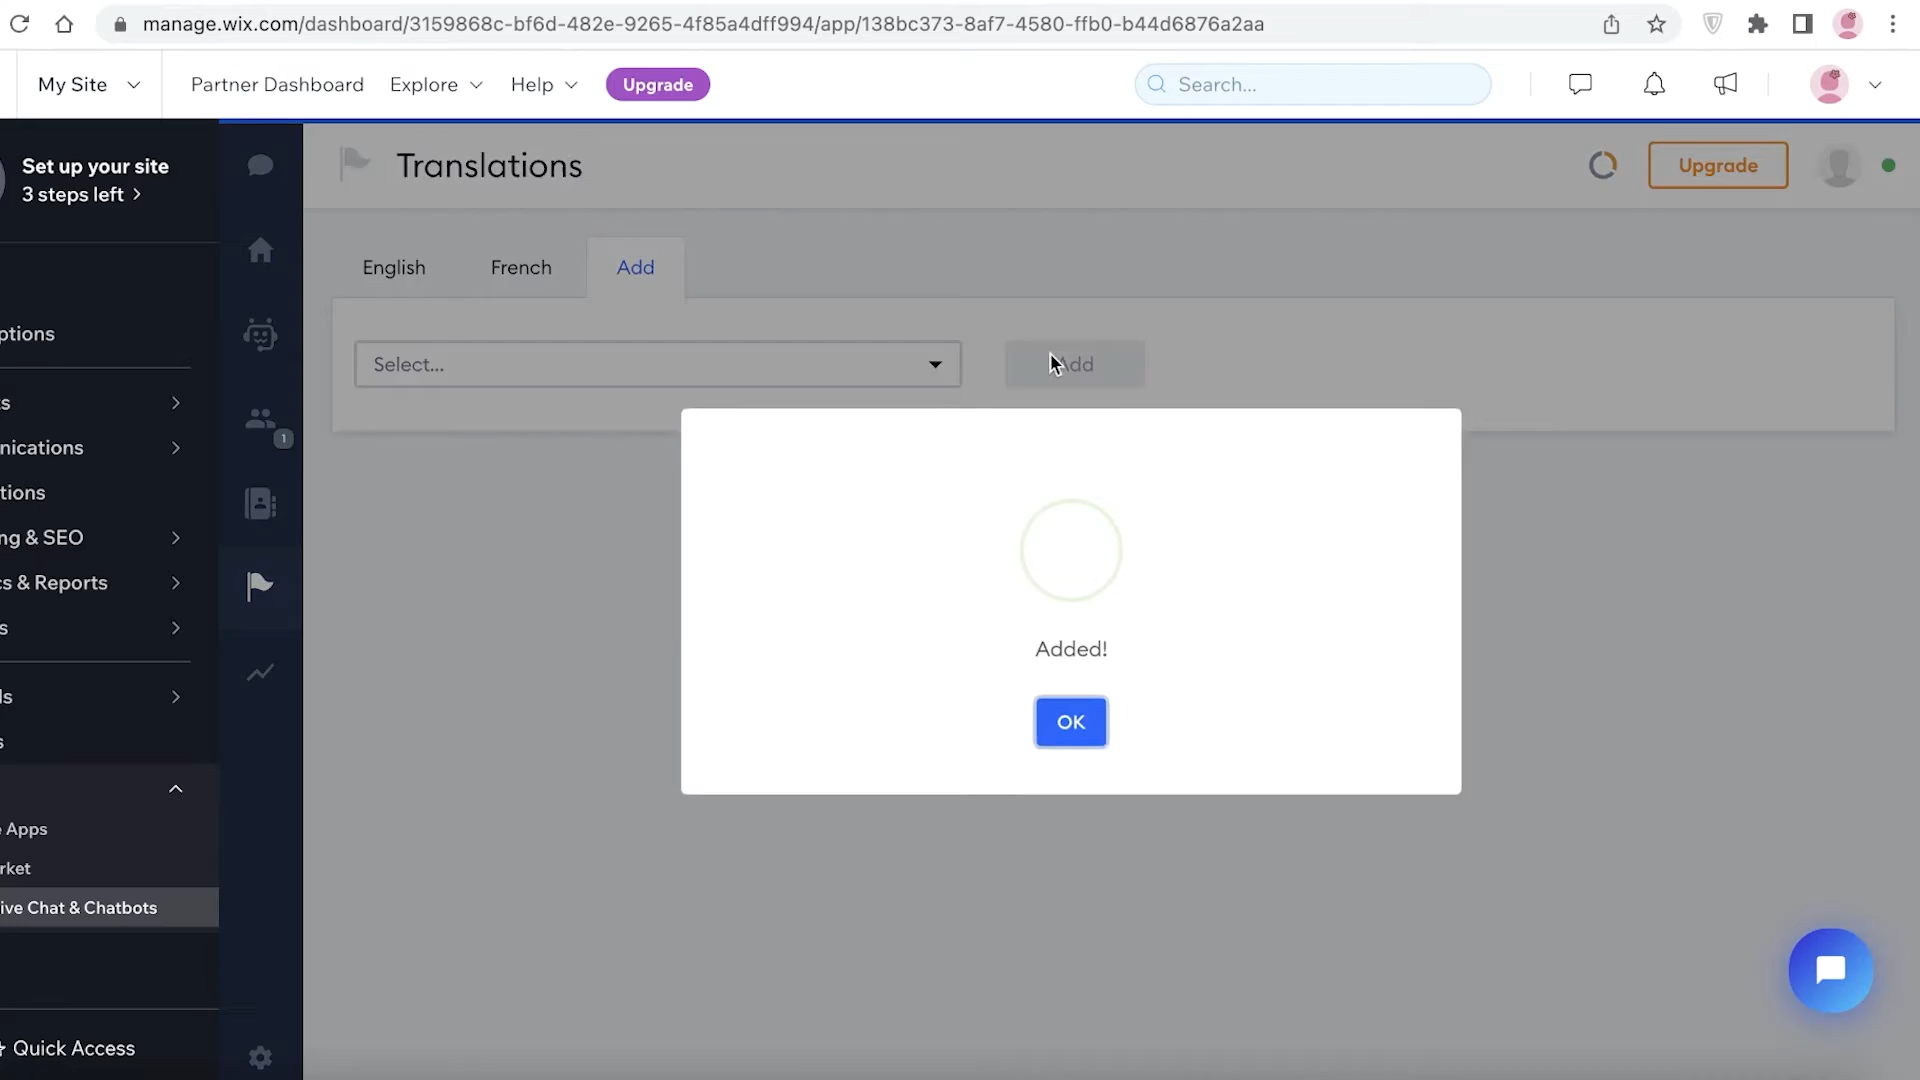 manage.wix.com/dashboard/3159868c-bf6d-482e-9265-4f85a4dff994/app/138bc373-8af7-4580-ffb0-b44d6876a2aa
My Site
Partner Dashboard
Explore
Help
Upgrade
Search...
Set up your site
3 steps left
Translations
Upgrade
English
French
Add
Select...
Add
Added!
OK
ptions
s
nications
tions
ng & SEO
cs & Reports
s
ls
s
e Apps
rket
ive Chat & Chatbots
Quick Access
1